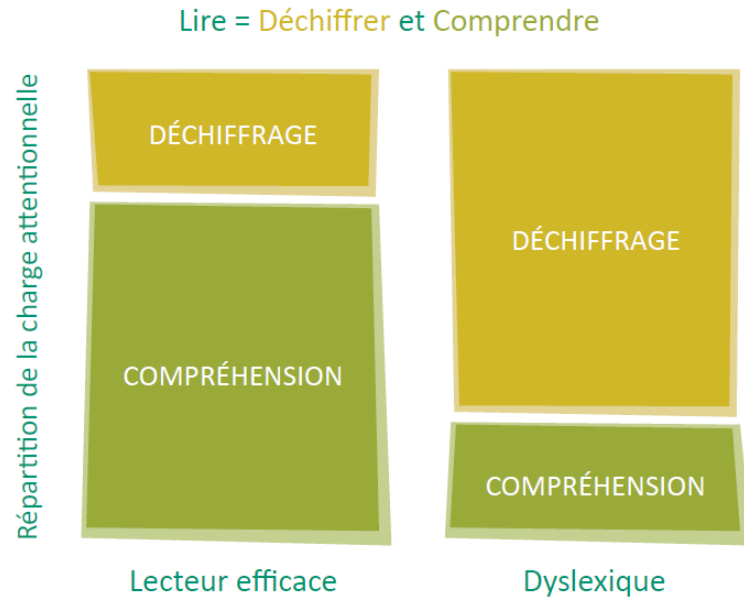 Lire = Déchiffrer et Comprendre
Répartition de la charge attentionnelle
DÉCHIFFRAGE
COMPRÉHENSION
Lecteur efficace
DÉCHIFFRAGE
COMPRÉHENSION
Dyslexique